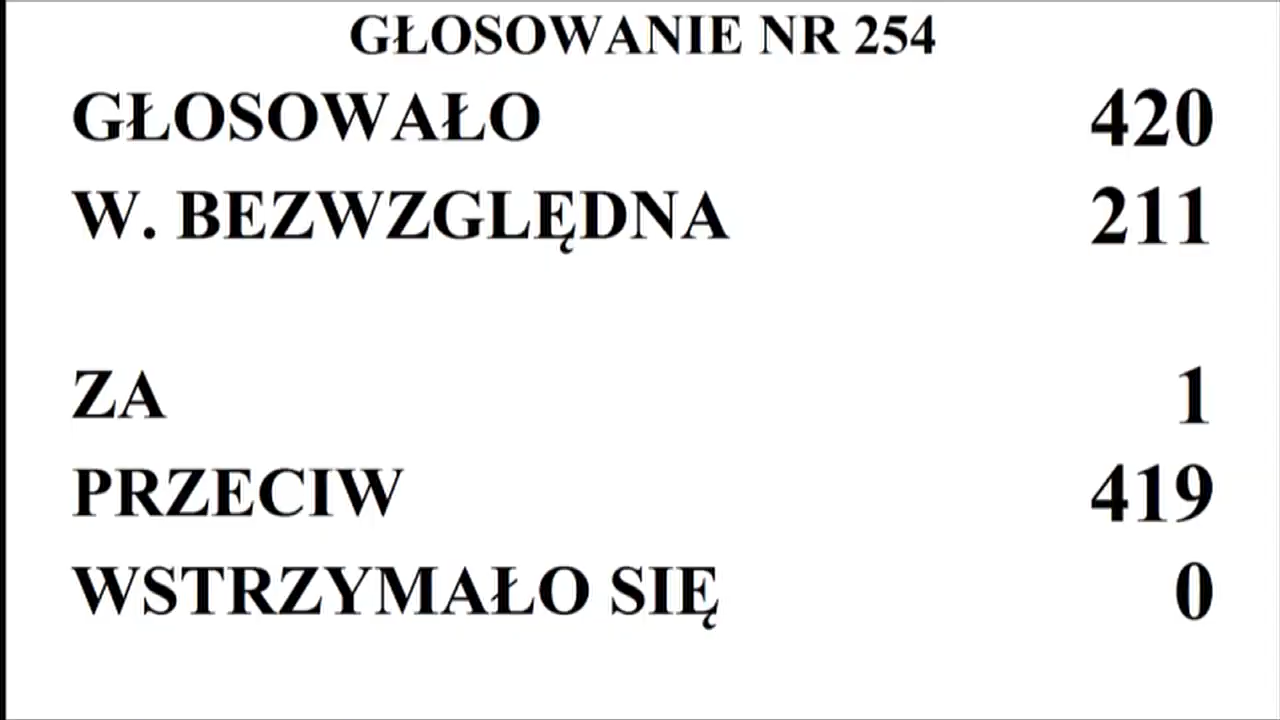 GŁOSOWANIE NR 254
GŁOSOWAŁO 420
W. BEZWZGLĘDNA 211
ZA 1
PRZECIW 419
WSTRZYMAŁO SIĘ 0